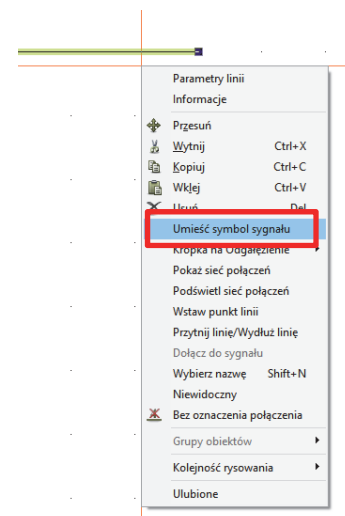 Parametry linii
Informacje
Przesuń
Wytnij Ctrl+X
Kopiuj Ctrl+C
Wklej Ctrl+V
Usuń Del
Umieść symbol sygnału
Kropka na Odgałęzienie
Pokaż sieć połączeń
Podświetl sieć połączeń
Wstaw punkt linii
Przytnij linię/Wydłuż linię
Dołącz do sygnału
Wybierz nazwę Shift+N
Niewidoczny
Bez oznaczenia połączenia
Grupy obiektów
Kolejność rysowania
Ulubione